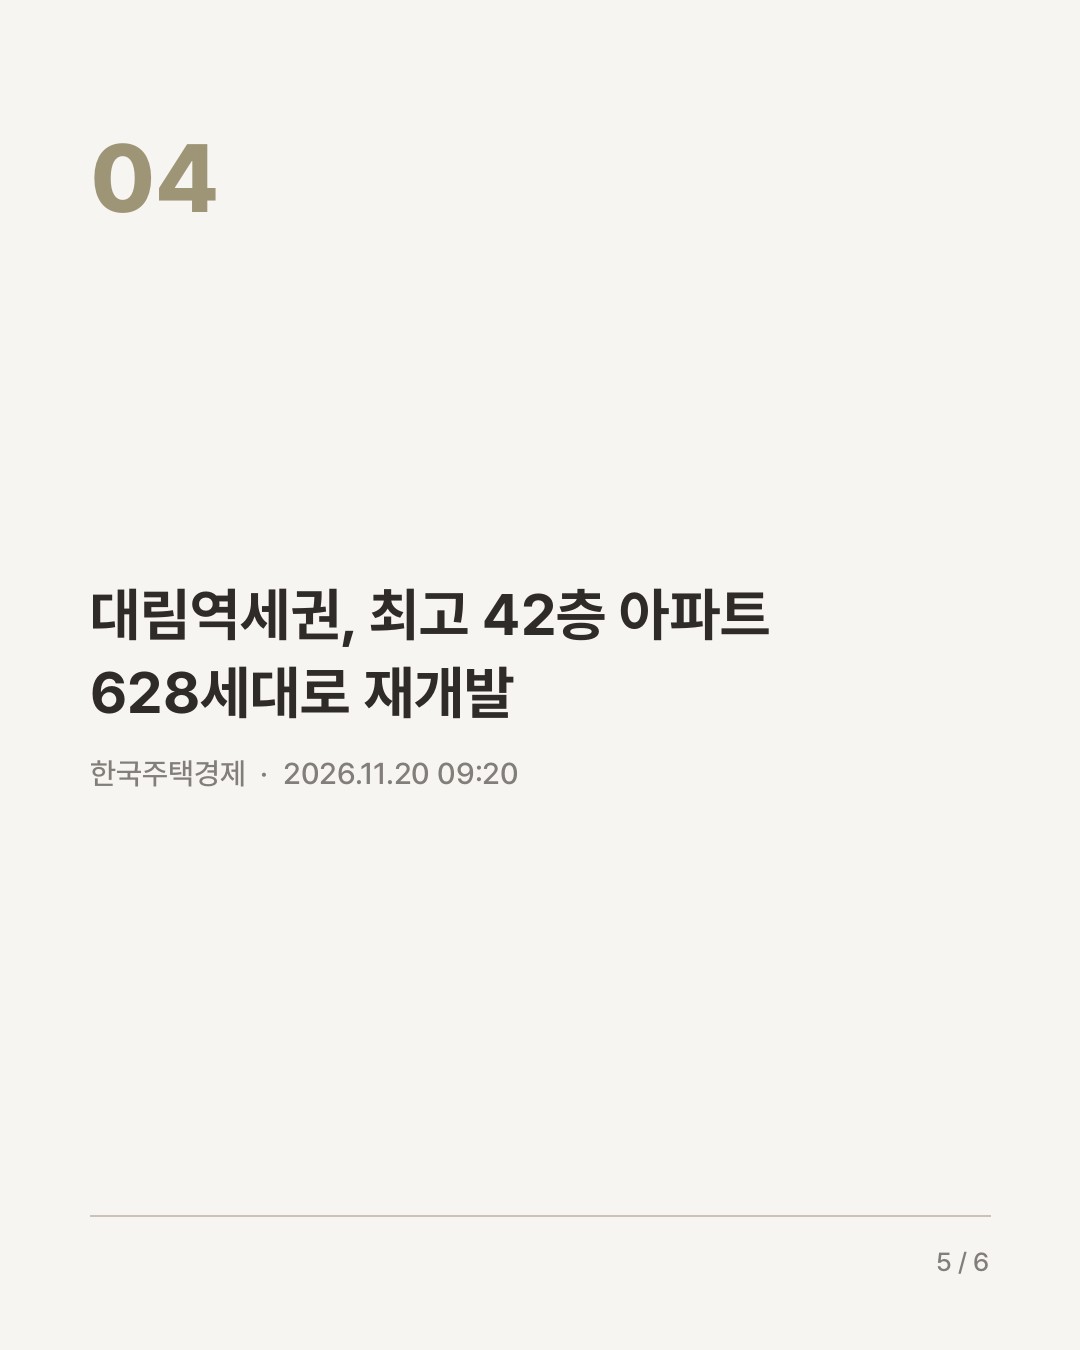 04
대림역세권, 최고 42층 아파트
628세대로 재개발
한국주택경제 · 2026.11.20 09:20
5 / 6